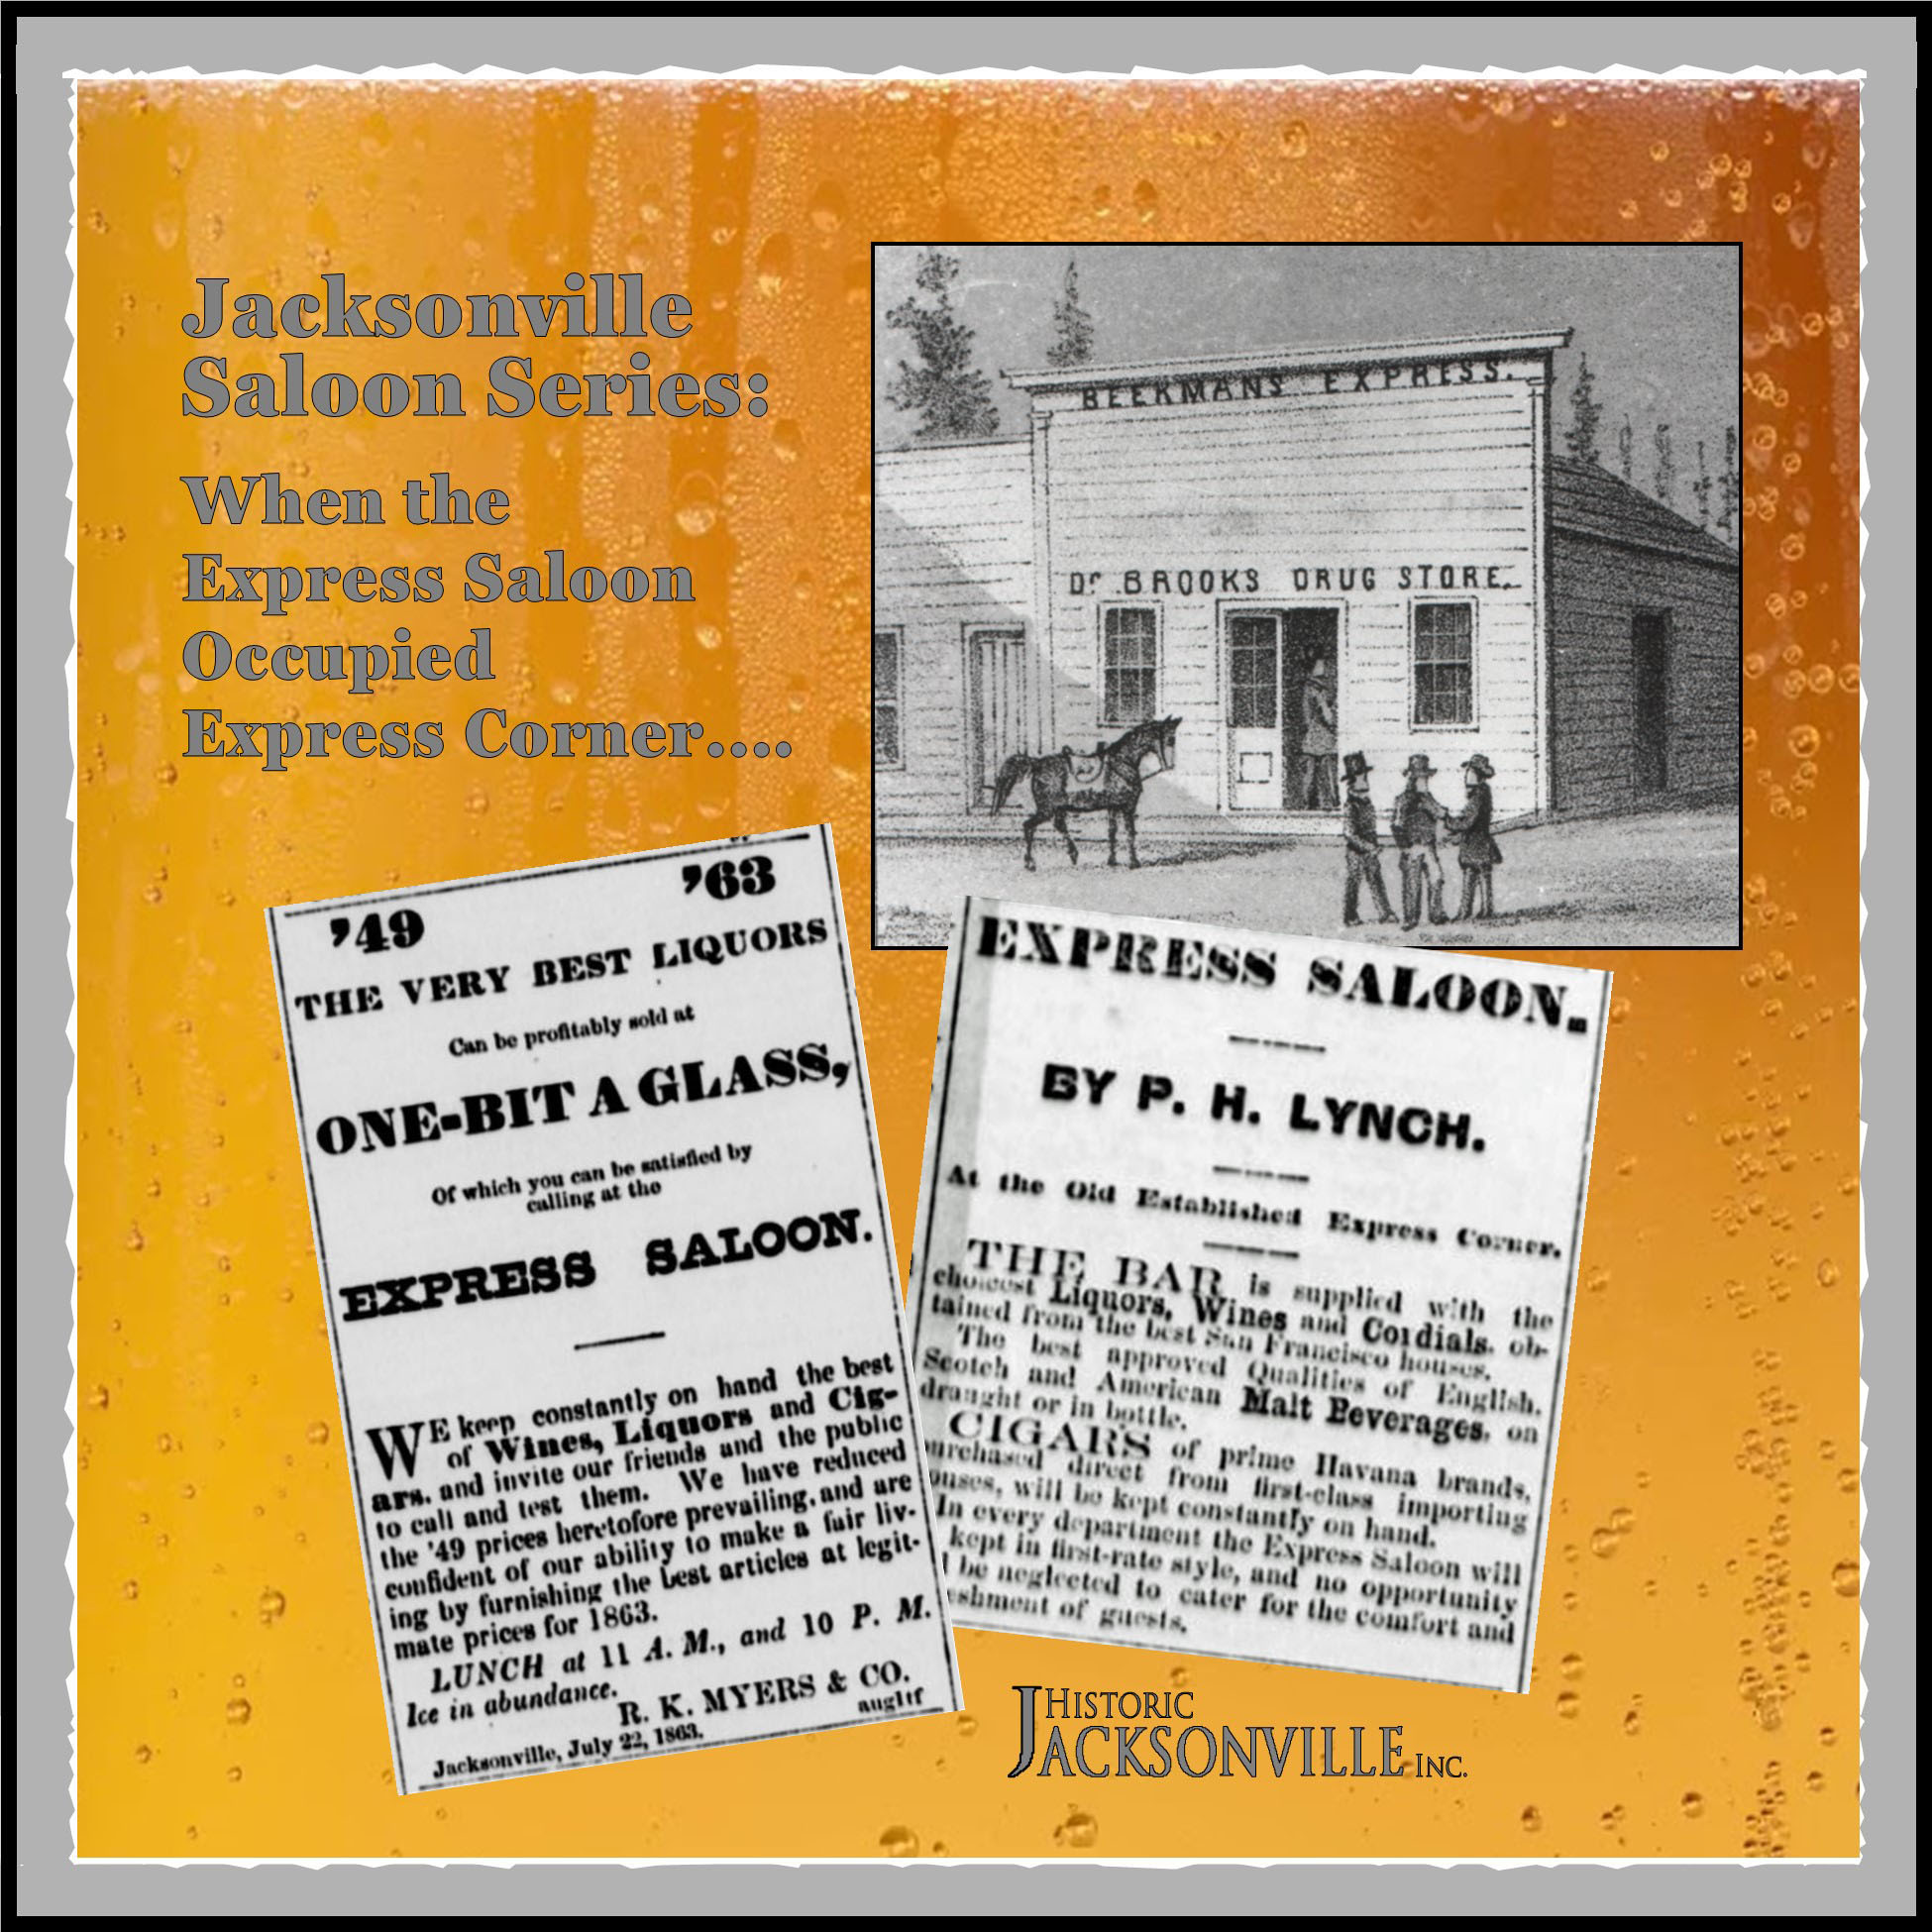 Jacksonville
Saloon Series:
When the
Express Saloon
Occupied
Express Corner....
BEEKMANS EXPRESS.
Dr. BROOKS DRUG STORE.
'49 '63
THE VERY BEST LIQUORS
Can be profitably sold at
ONE-BIT A GLASS,
Of which you can be satisfied by
calling at the
EXPRESS SALOON.
WE keep constantly on hand the best
of Wines, Liquors and Cig-
ars. and invite our friends and the public
to call and test them. We have reduced
the '49 prices heretofore prevailing, and are
confident of our ability to make a fair liv-
ing by furnishing the best articles at legit-
mate prices for 1863.
LUNCH at 11 A. M., and 10 P. M.
Ice in abundance.
R. K. MYERS & CO.
Jacksonville, July 22, 1863. aug1tf
EXPRESS SALOON.
BY P. H. LYNCH.
At the Old Established Express Corner.
THE BAR is supplied with the
choicest Liquors, Wines and Cordials, ob-
tained from the best San Francisco houses.
The best approved Qualities of English,
Scotch and American Malt Beverages, on
draught or in bottle.
CIGARS of prime Havana brands,
urchased direct from first-class importing
ouses, will be kept constantly on hand.
In every department the Express Saloon will
kept in first-rate style, and no opportunity
l be neglected to cater for the comfort and
eshment of guests.
HISTORIC
JACKSONVILLE INC.